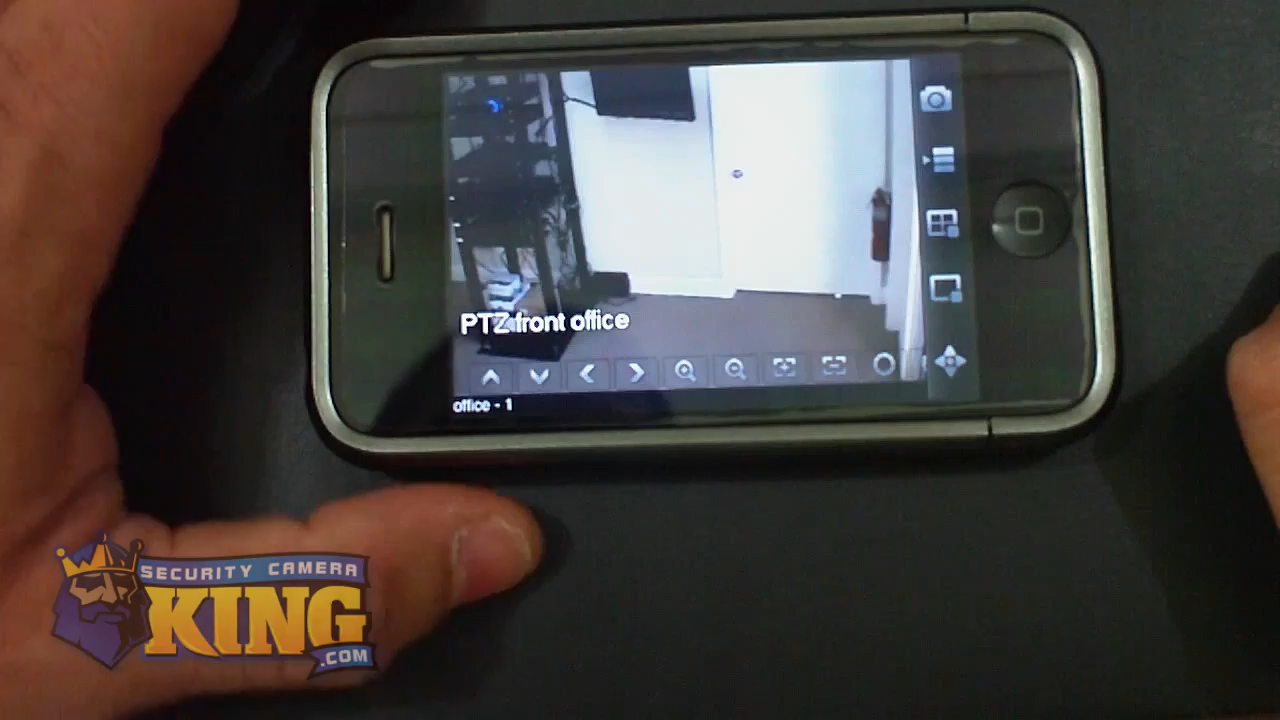 PTZ front office
office - 1
SECURITY CAMERA
KING
.COM